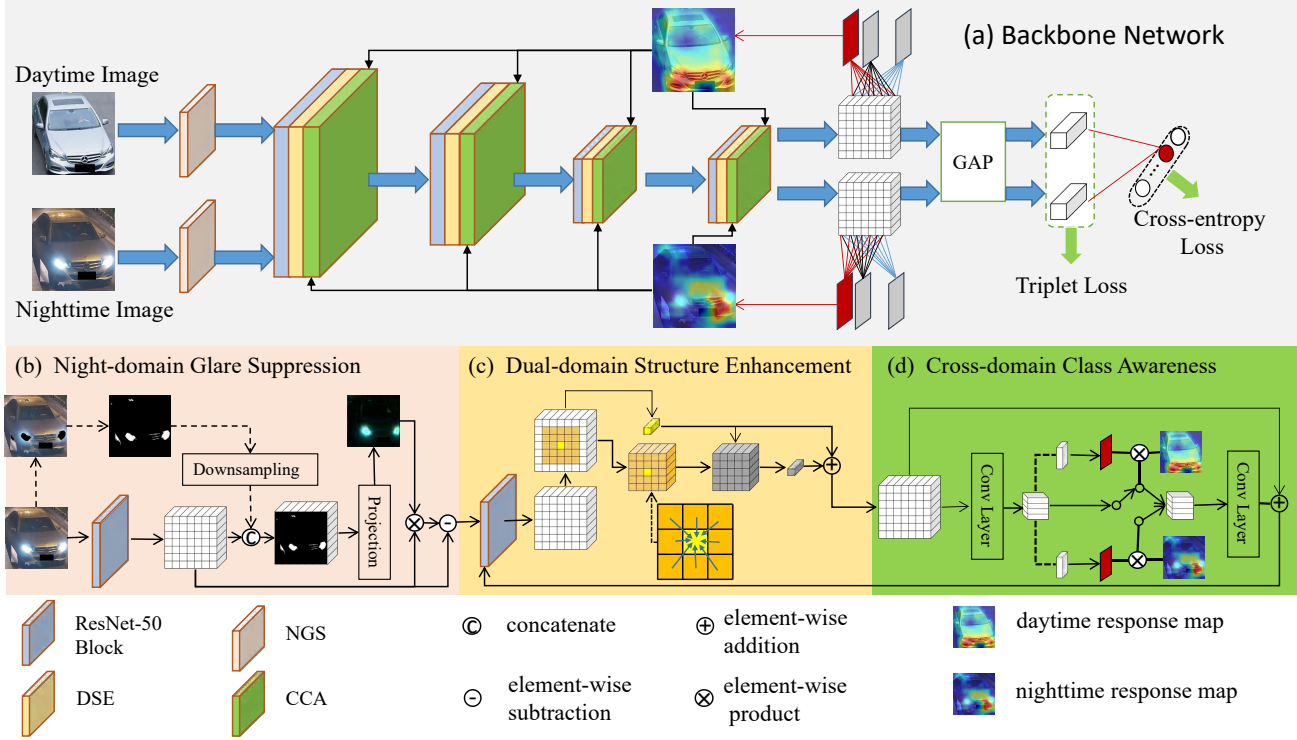 (a) Backbone Network
Daytime Image
GAP
Cross-entropy
Loss
Nighttime Image
Triplet Loss
(b) Night-domain Glare Suppression
(c) Dual-domain Structure Enhancement
(d) Cross-domain Class Awareness
Downsampling
Projection
C
Conv Layer
Conv Layer
ResNet-50
Block
NGS
C concatenate
element-wise
addition
daytime response map
DSE
CCA
element-wise
subtraction
element-wise
product
nighttime response map